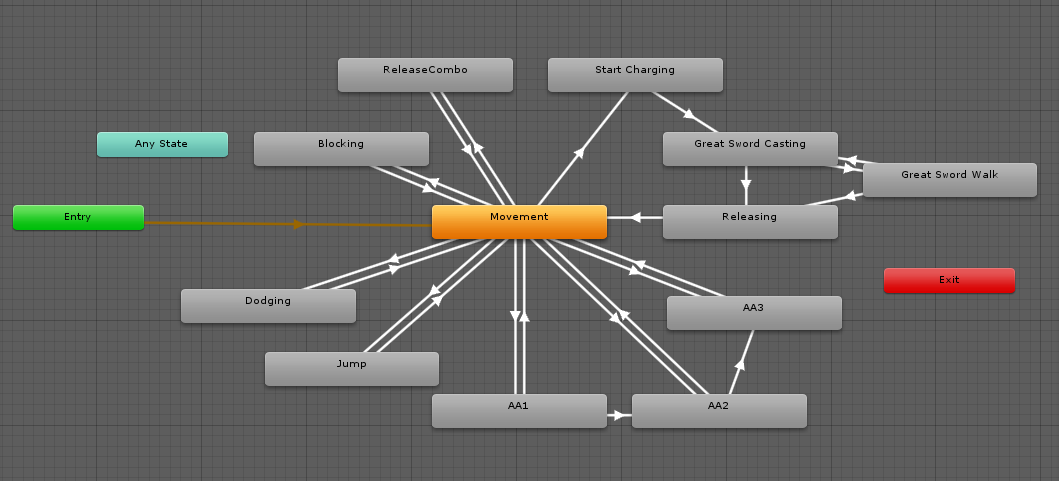 ReleaseCombo
Start Charging
Any State
Blocking
Great Sword Casting
Great Sword Walk
Entry
Movement
Releasing
Exit
Dodging
AA3
Jump
AA1
AA2